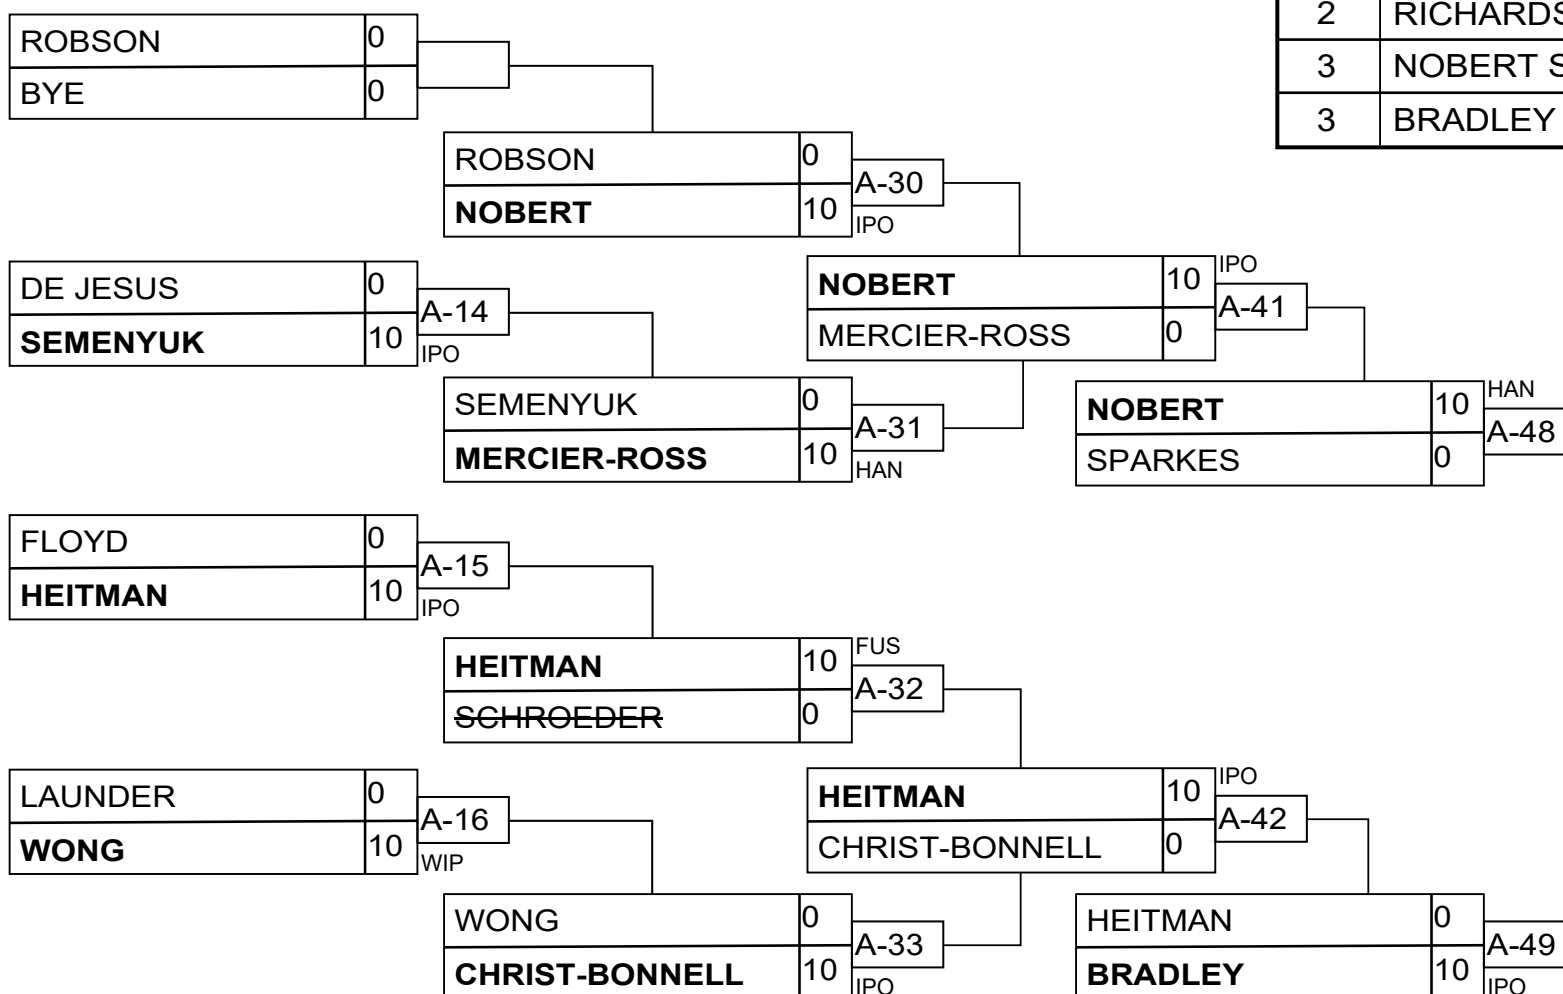 2 RICHARDS
3 NOBERT S
3 BRADLEY
ROBSON 0
BYE 0
ROBSON 0
NOBERT 10
A-30
IPO
DE JESUS 0
SEMENYUK 10
A-14
IPO
NOBERT 10
MERCIER-ROSS 0
IPO
A-41
SEMENYUK 0
MERCIER-ROSS 10
A-31
HAN
NOBERT 10
SPARKES 0
HAN
A-48
FLOYD 0
HEITMAN 10
A-15
IPO
HEITMAN 10
SCHROEDER 0
FUS
A-32
LAUNDER 0
WONG 10
A-16
WIP
HEITMAN 10
CHRIST-BONNELL 0
IPO
A-42
WONG 0
CHRIST-BONNELL 10
A-33
IPO
HEITMAN 0
BRADLEY 10
A-49
IPO